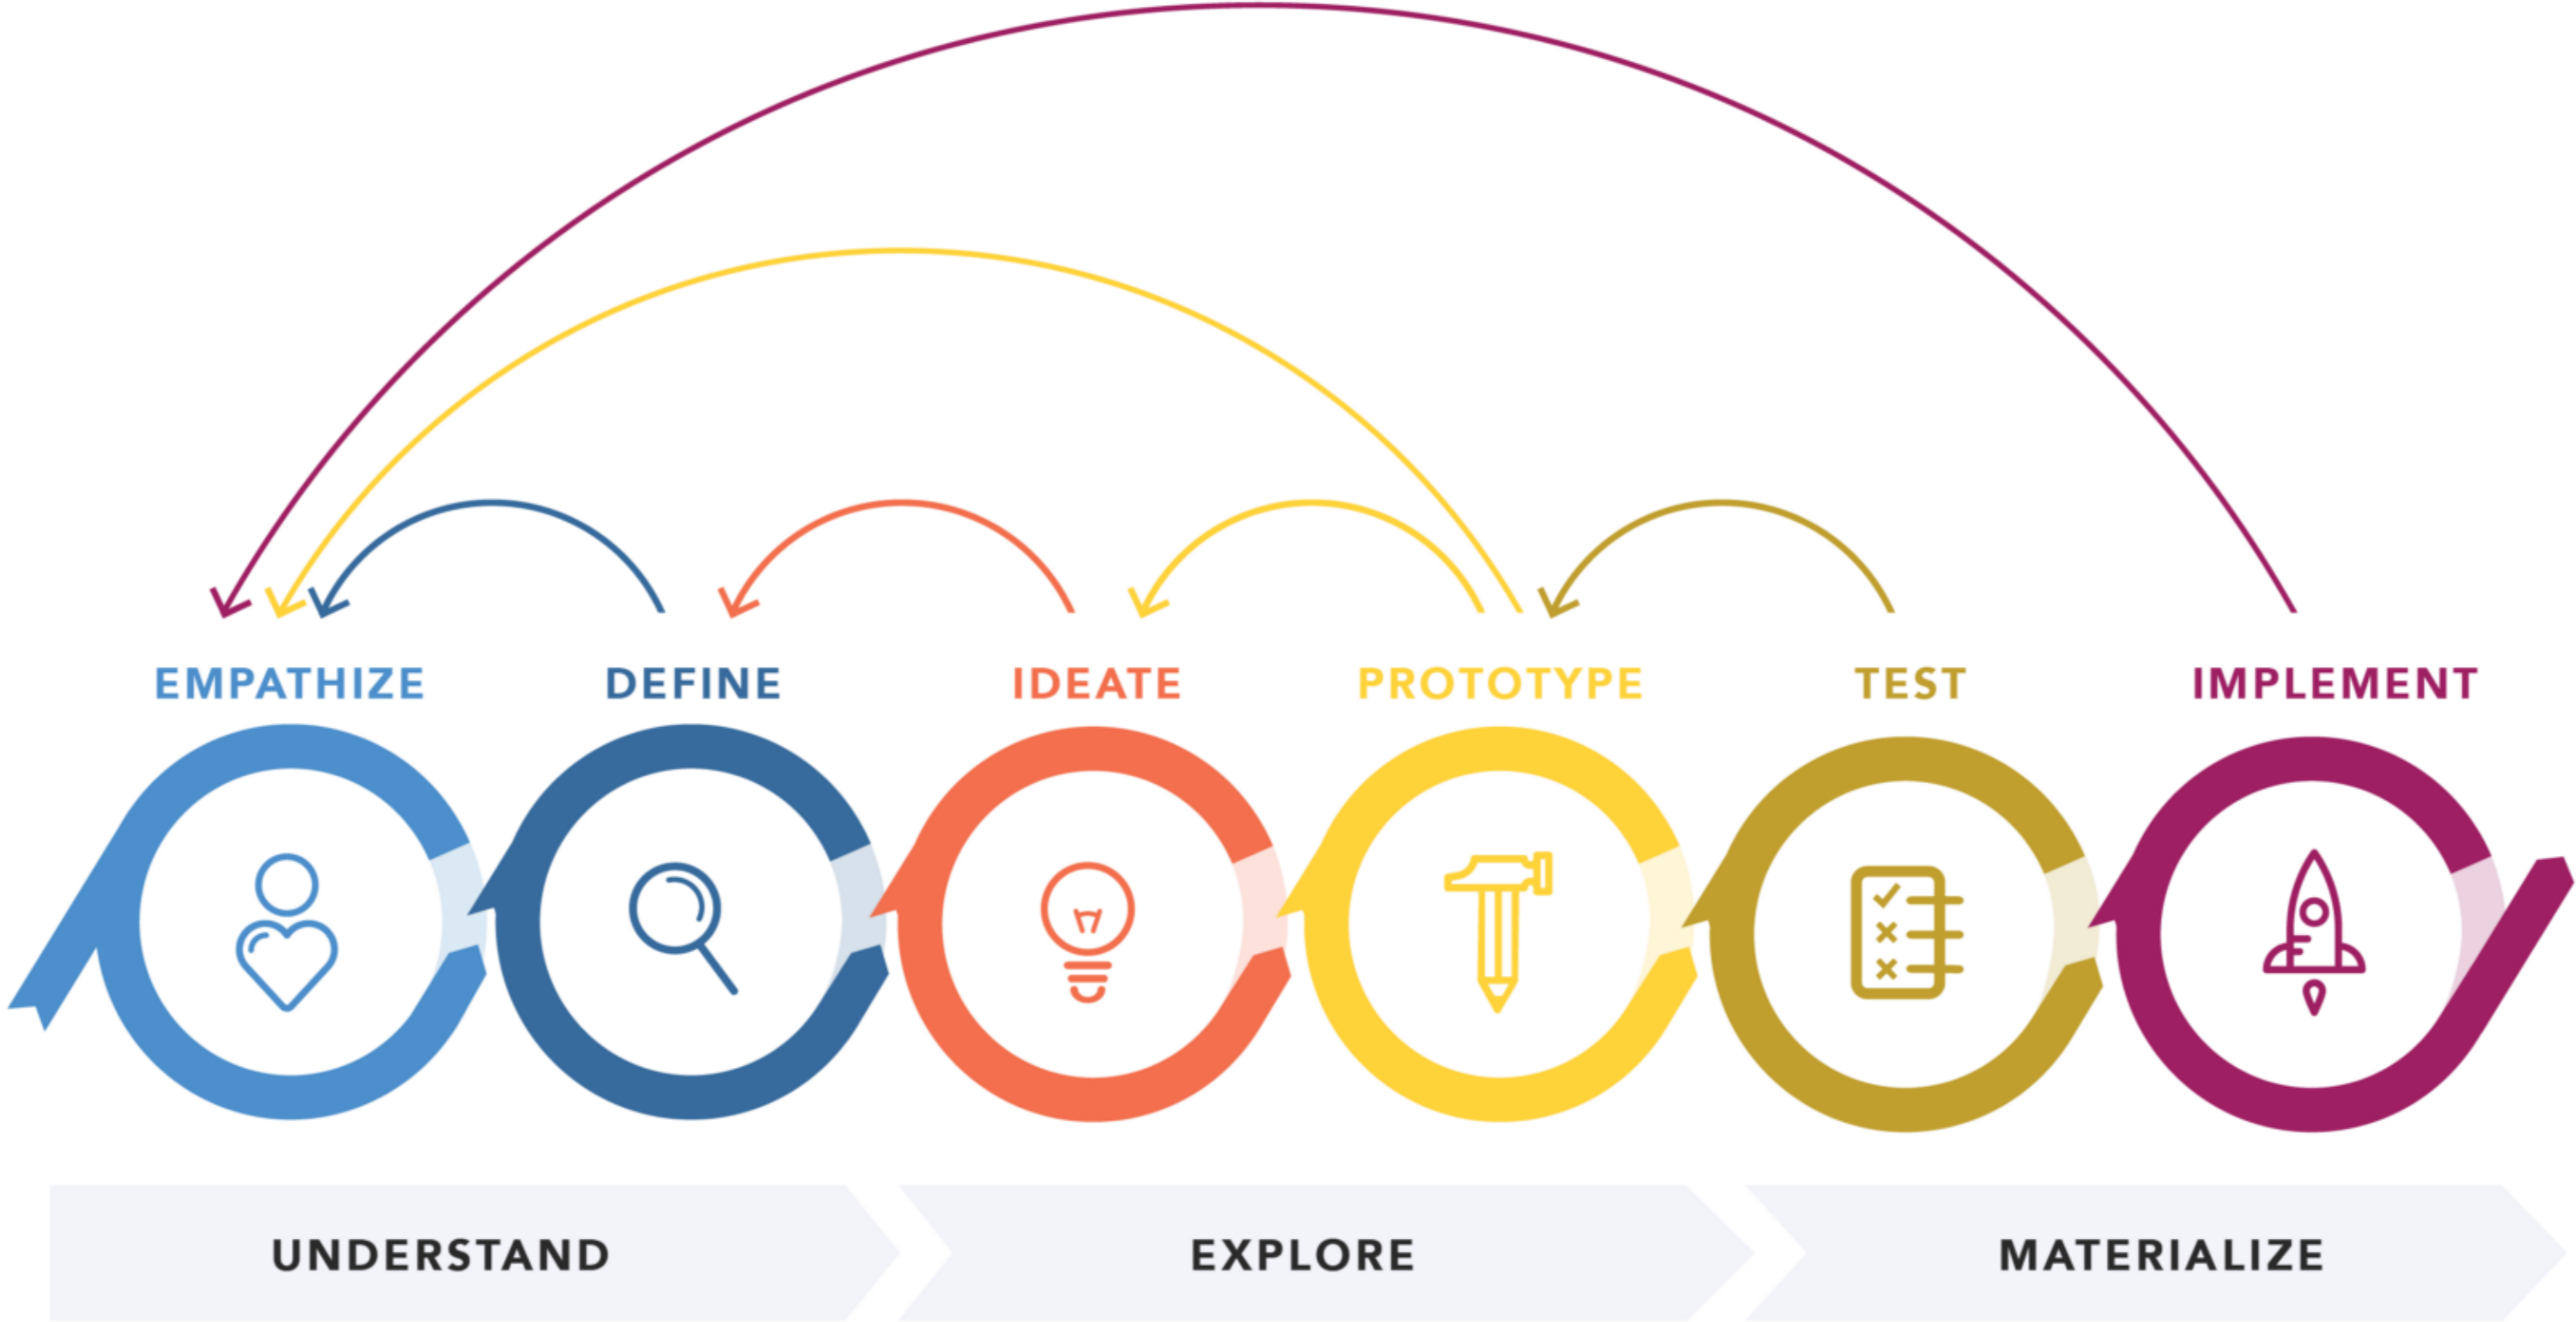 EMPATHIZE
DEFINE
IDEATE
PROTOTYPE
TEST
IMPLEMENT
UNDERSTAND
EXPLORE
MATERIALIZE